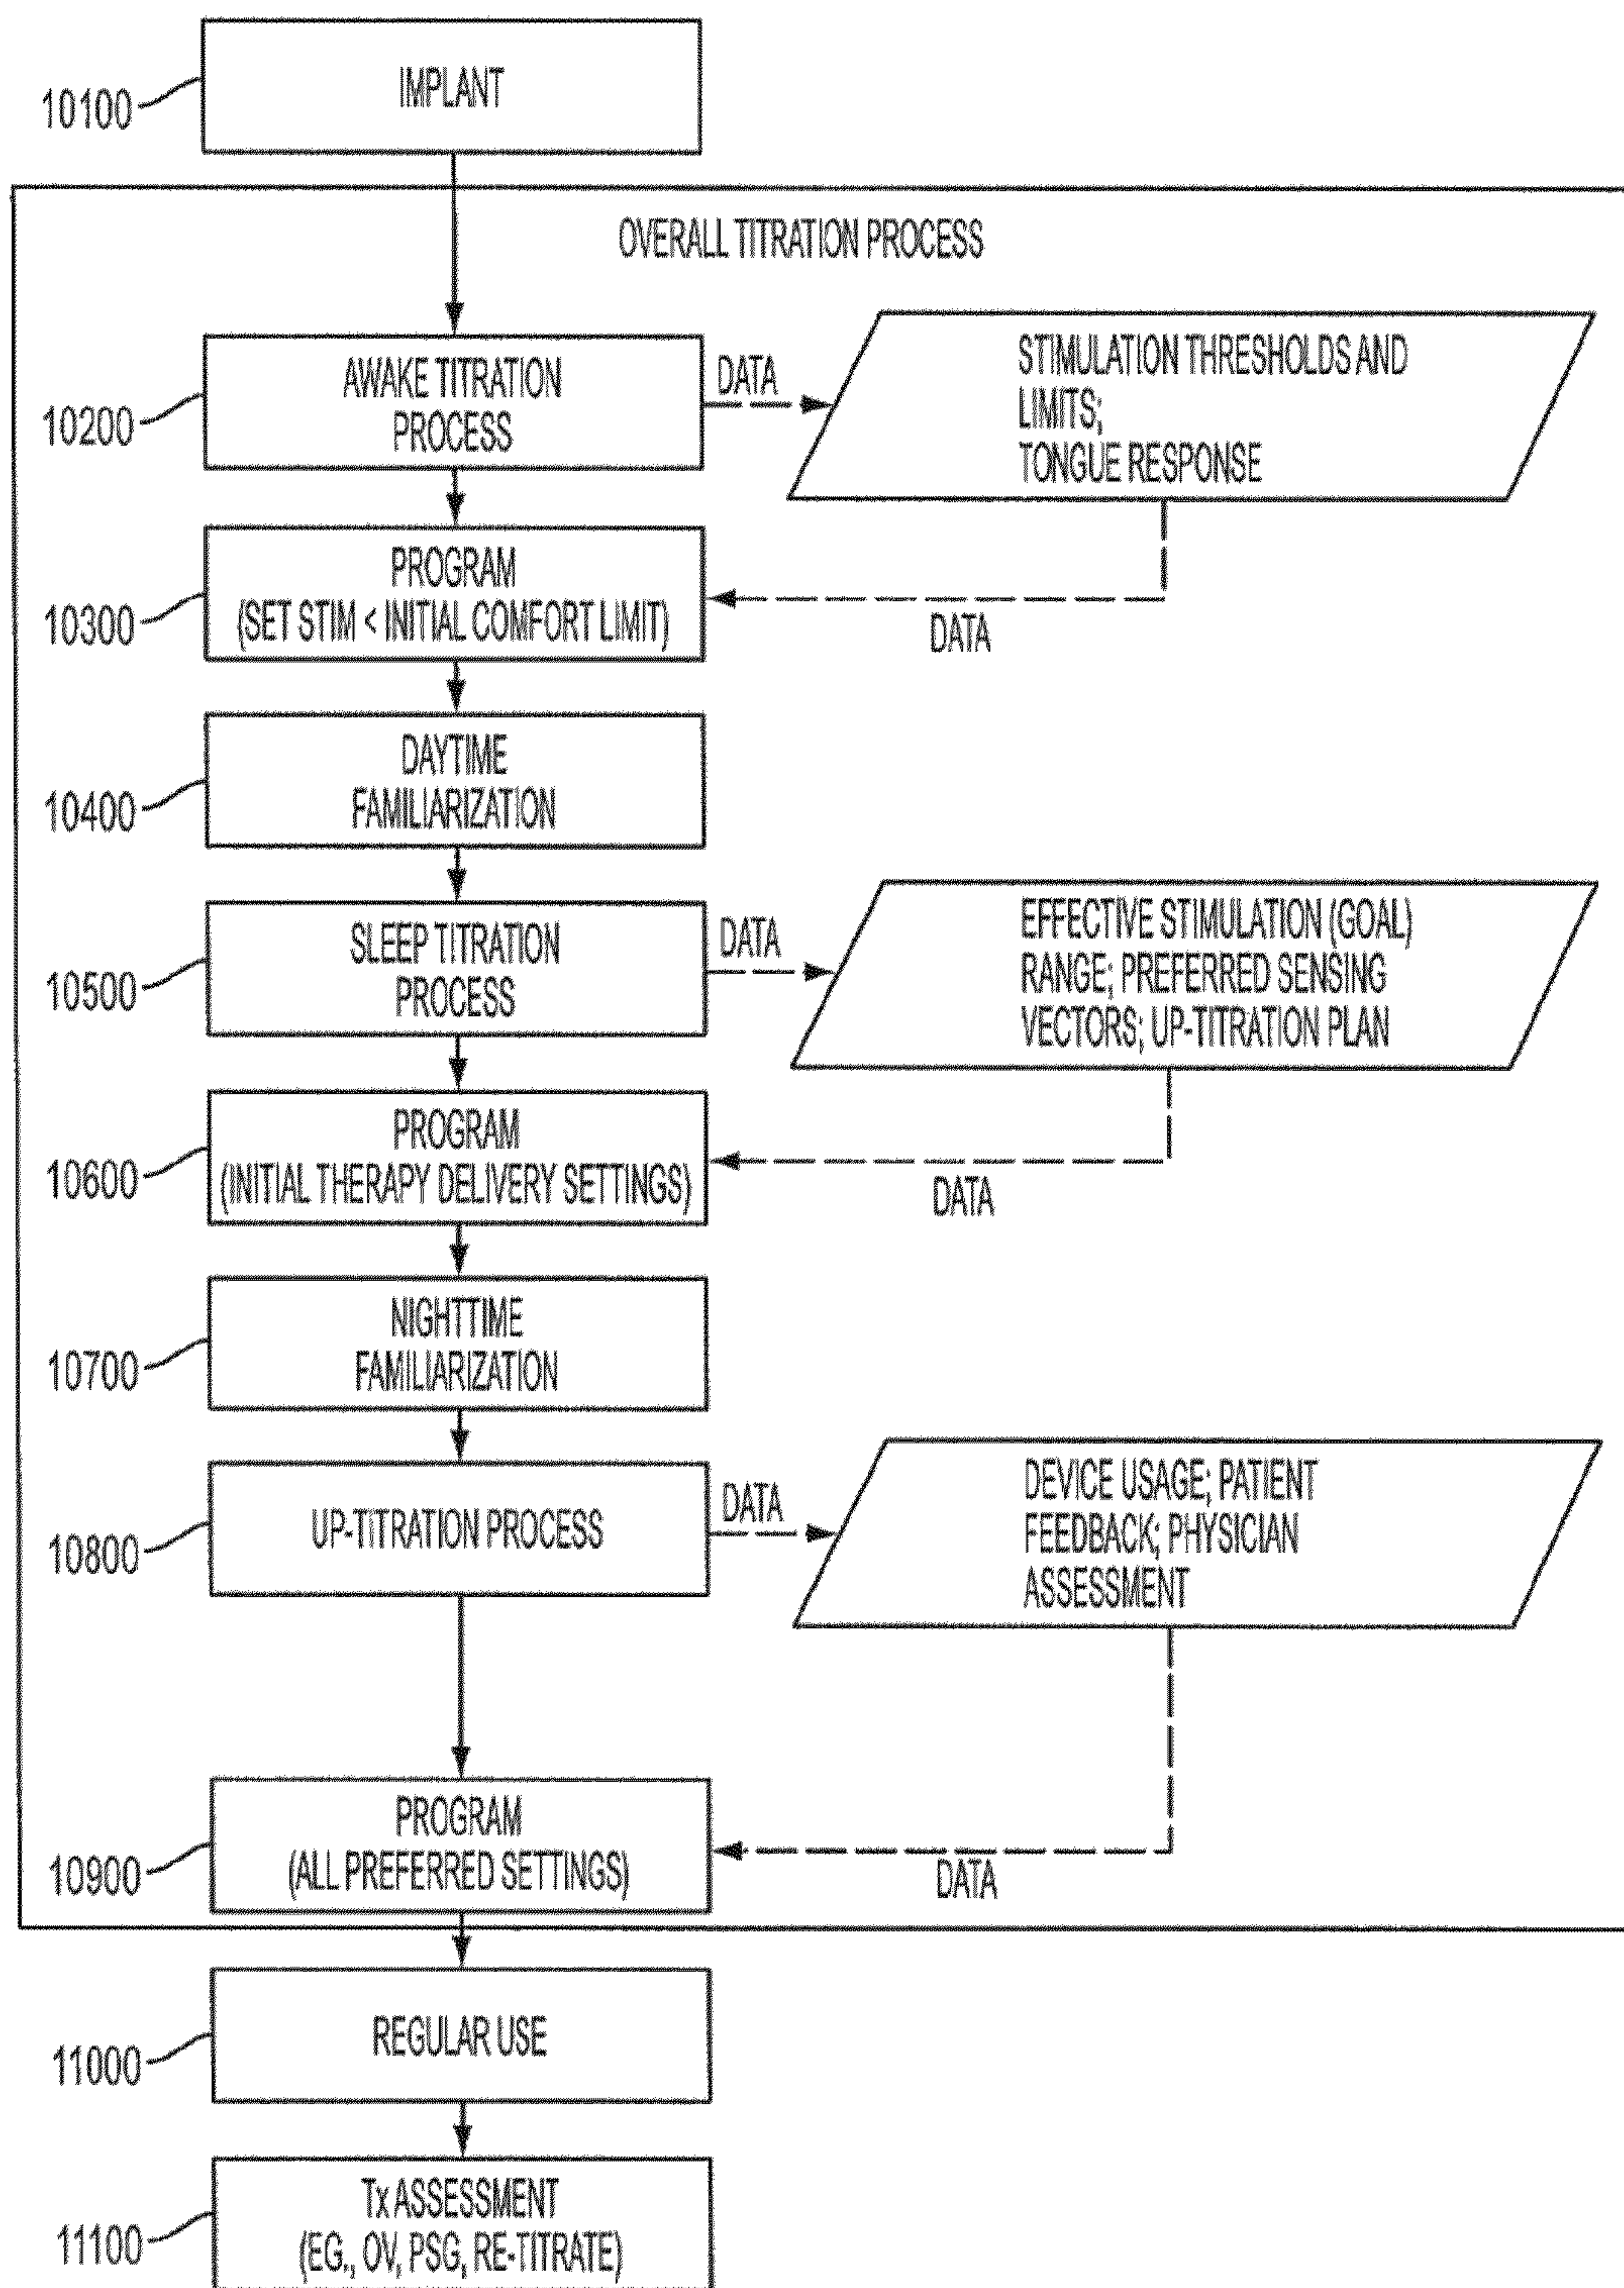 IMPLANT
10100
OVERALL TITRATION PROCESS
AWAKE TITRATION
PROCESS
10200
DATA
STIMULATION THRESHOLDS AND
LIMITS;
TONGUE RESPONSE
PROGRAM
(SET STIM < INITIAL COMFORT LIMIT)
10300
DATA
DAYTIME
FAMILIARIZATION
10400
SLEEP TITRATION
PROCESS
10500
DATA
EFFECTIVE STIMULATION (GOAL)
RANGE; PREFERRED SENSING
VECTORS; UP-TITRATION PLAN
PROGRAM
(INITIAL THERAPY DELIVERY SETTINGS)
10600
DATA
NIGHTTIME
FAMILIARIZATION
10700
UP-TITRATION PROCESS
10800
DATA
DEVICE USAGE; PATIENT
FEEDBACK; PHYSICIAN
ASSESSMENT
PROGRAM
(ALL PREFERRED SETTINGS)
10900
DATA
REGULAR USE
11000
Tx ASSESSMENT
(EG., OV, PSG, RE-TITRATE)
11100